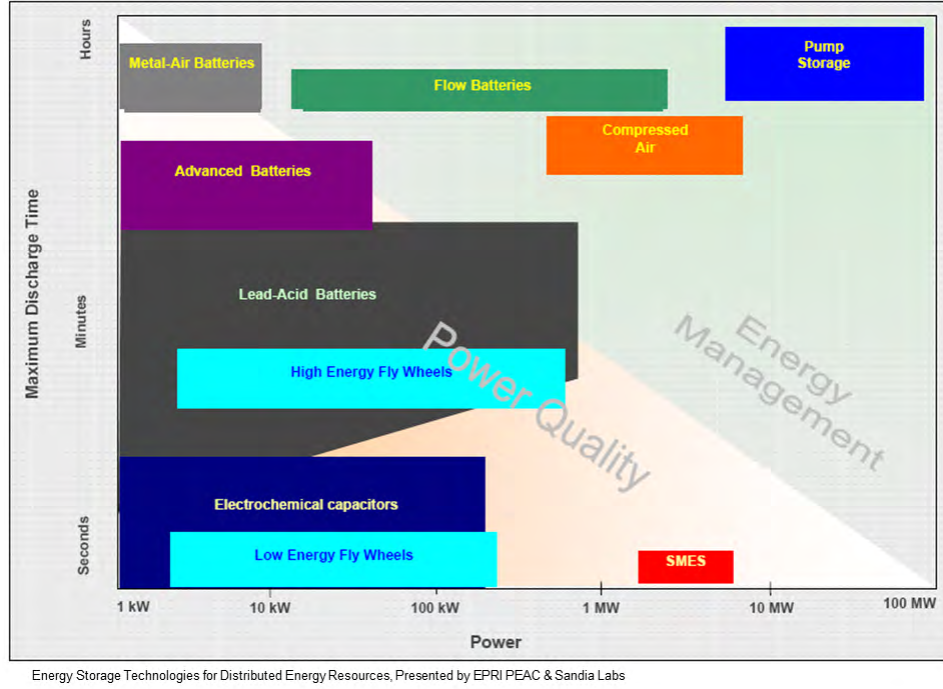 Hours
Metal-Air Batteries
Flow Batteries
Pump
Storage
Compressed
Air
Advanced Batteries
Maximum Discharge Time
Minutes
Lead-Acid Batteries
High Energy Fly Wheels
Power Quality
Energy
Management
Electrochemical capacitors
Seconds
Low Energy Fly Wheels
SMES
1 kW 10 kW 100 kW 1 MW 10 MW 100 MW
Power
Energy Storage Technologies for Distributed Energy Resources, Presented by EPRI PEAC & Sandia Labs